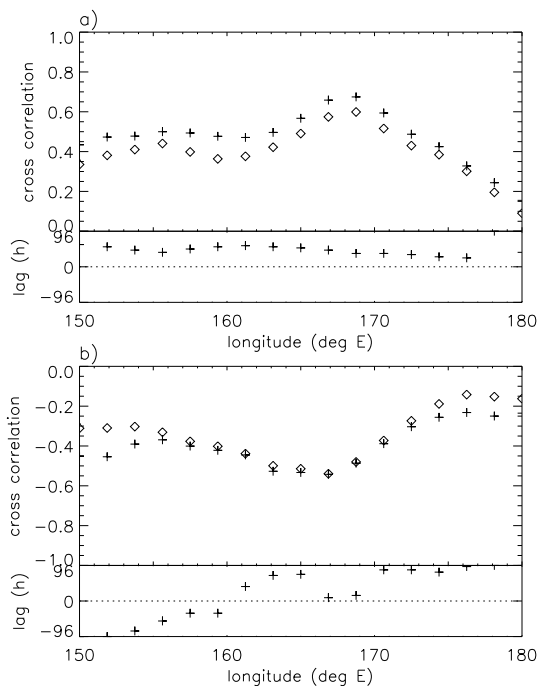 a)
1.0
0.8
0.6
0.4
0.2
0.0
cross correlation
96
0
−96
lag (h)
150 160 170 180
longitude (deg E)
b)
0.0
−0.2
−0.4
−0.6
−0.8
−1.0
cross correlation
96
0
−96
lag (h)
150 160 170 180
longitude (deg E)